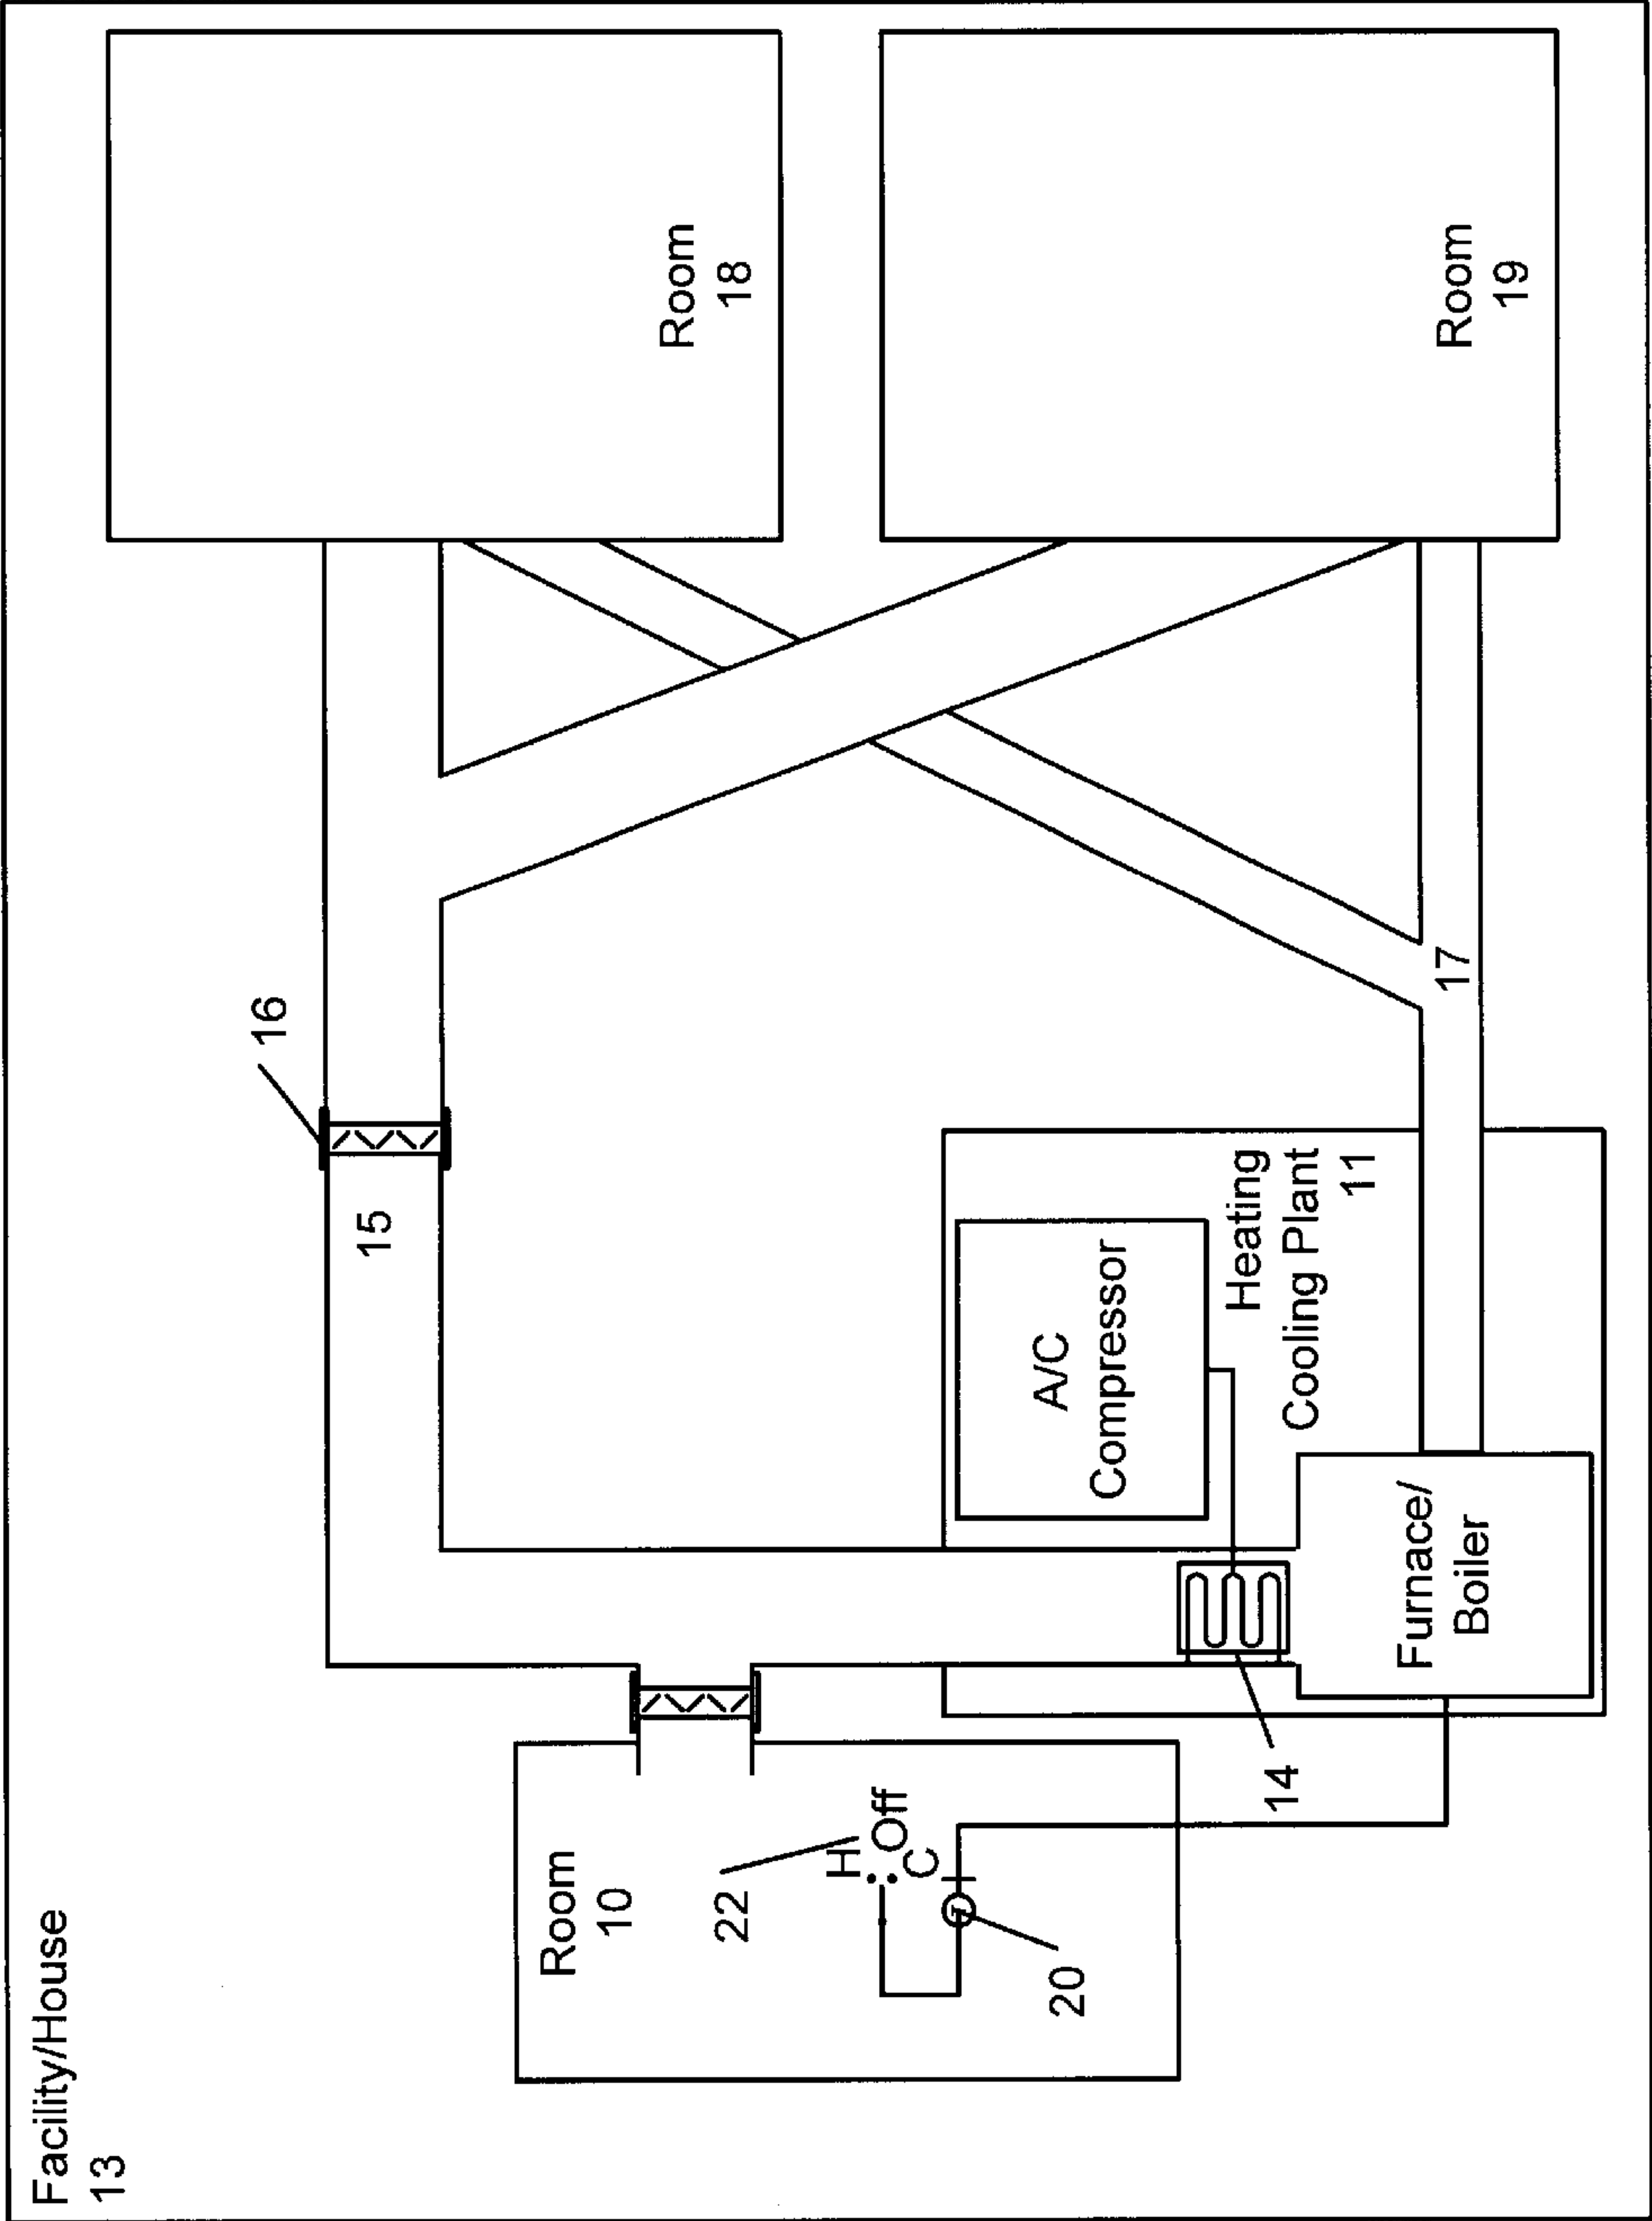 Facility/House
13
Room
10
22
H
Off
C
20
14
15
16
A/C
Compressor
Heating
Cooling Plant
11
Furnace/
Boiler
17
Room
18
Room
19